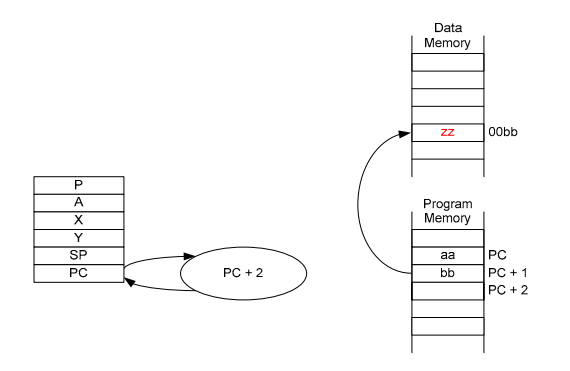 Data
Memory
zz 00bb
P
A
X
Y
SP
PC
PC + 2
Program
Memory
aa PC
bb PC + 1
PC + 2